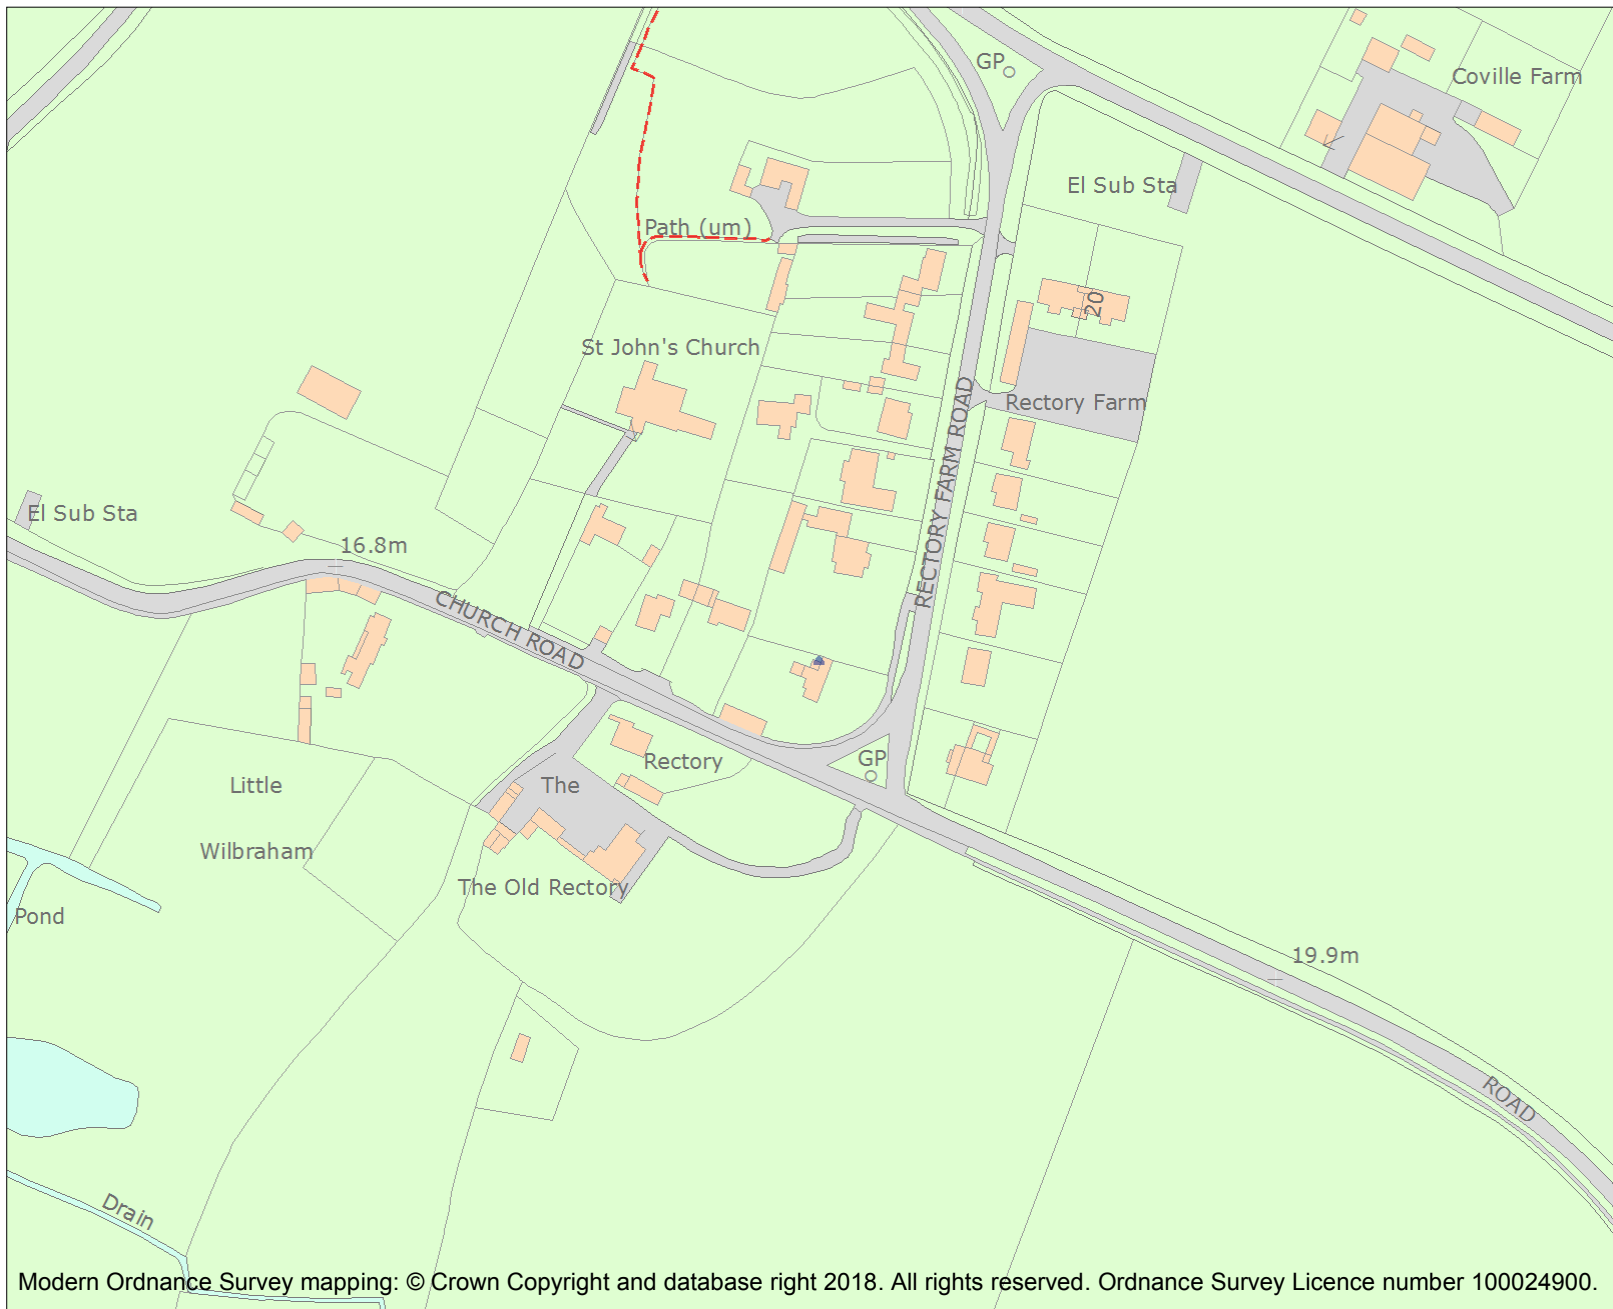 GP
Coville Farm
El Sub Sta
Path (um)
20
St John's Church
Rectory Farm
RECTORY FARM ROAD
El Sub Sta
16.8m
CHURCH ROAD
GP
Rectory
The
Little
Wilbraham
The Old Rectory
Pond
19.9m
ROAD
Drain
Modern Ordnance Survey mapping: © Crown Copyright and database right 2018. All rights reserved. Ordnance Survey Licence number 100024900.